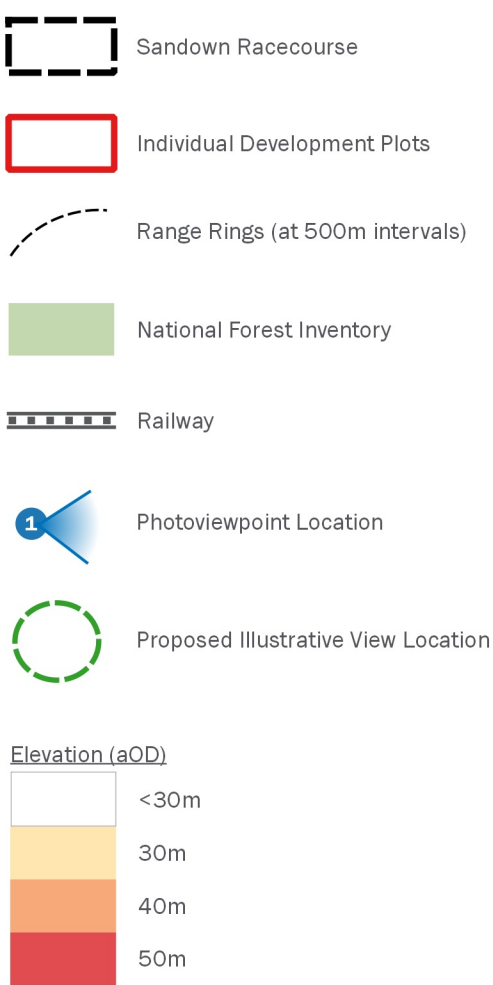 Sandown Racecourse
Individual Development Plots
Range Rings (at 500m intervals)
National Forest Inventory
Railway
1 Photoviewpoint Location
Proposed Illustrative View Location
Elevation (aOD)
<30m
30m
40m
50m